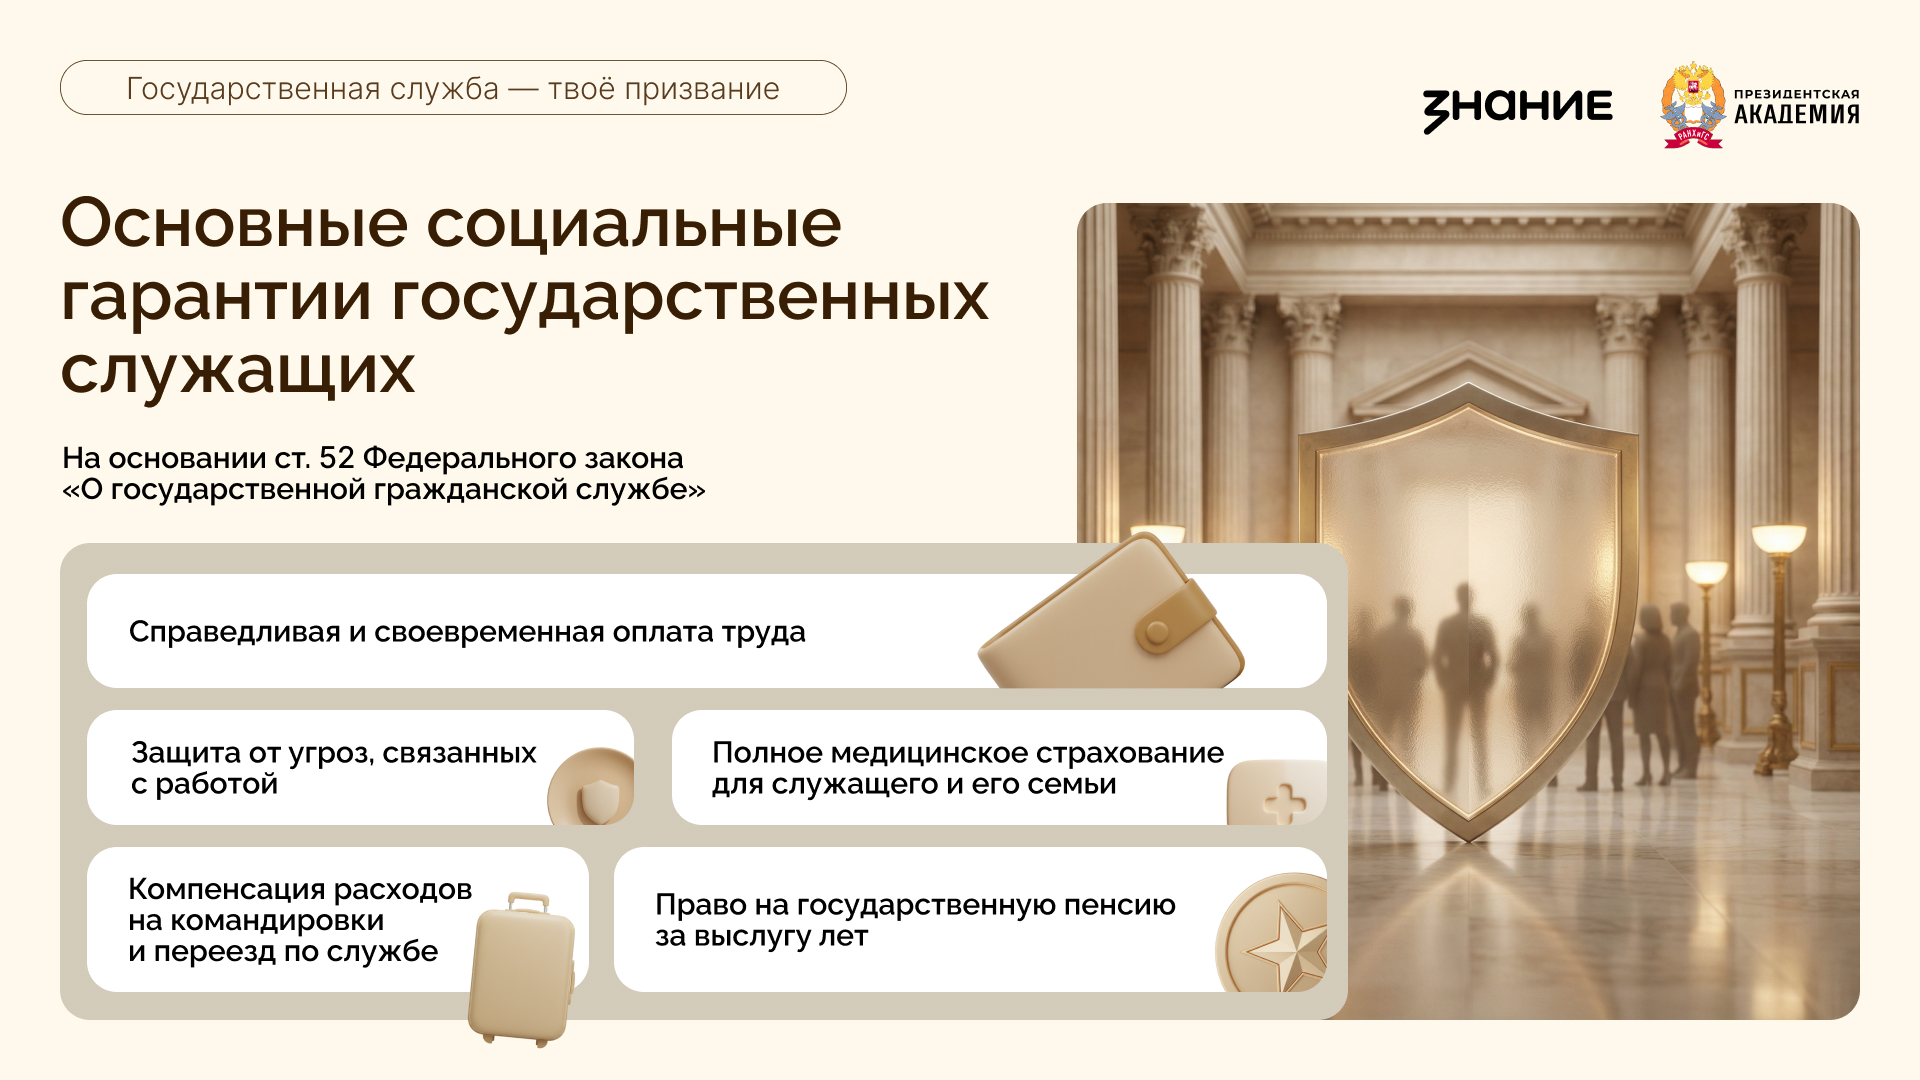 Государственная служба — твоё призвание
ЗНАНИЕ
ПРЕЗИДЕНТСКАЯ
АКАДЕМИЯ
РАНХиГС
Основные социальные
гарантии государственных
служащих
На основании ст. 52 Федерального закона
«О государственной гражданской службе»
Справедливая и своевременная оплата труда
Защита от угроз, связанных
с работой
Полное медицинское страхование
для служащего и его семьи
Компенсация расходов
на командировки
и переезд по службе
Право на государственную пенсию
за выслугу лет